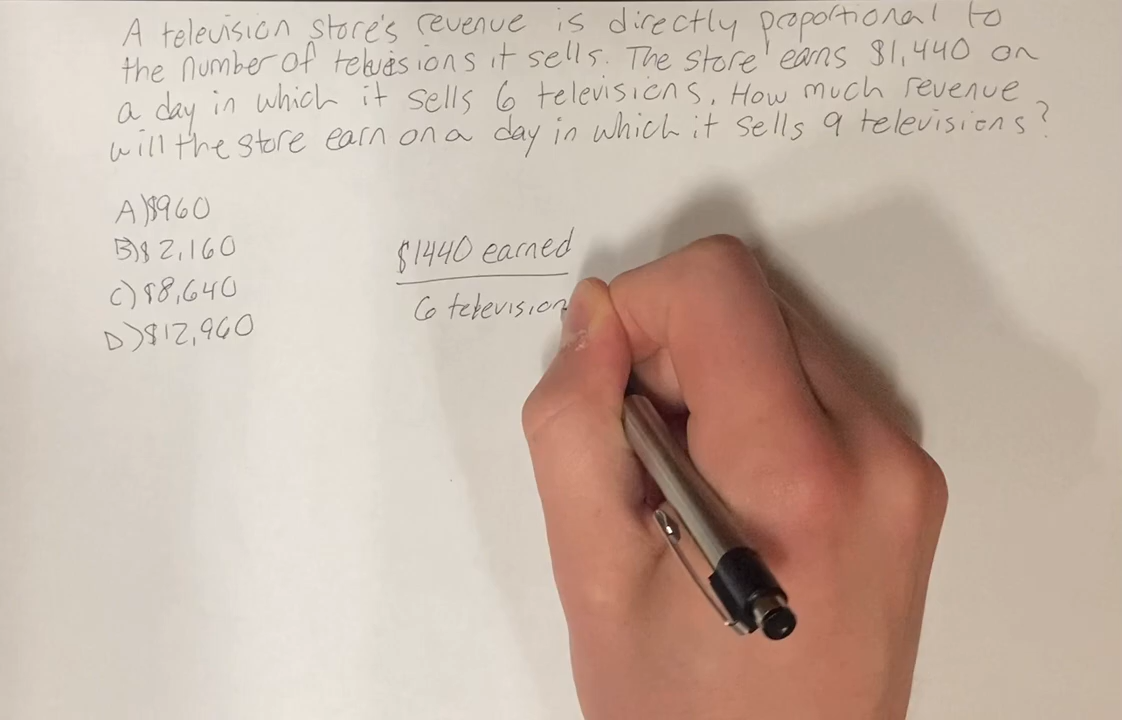 A television store's revenue is directly proportional to
the number of televisions it sells. The store earns $1,440 on
a day in which it sells 6 televisions. How much revenue
will the store earn on a day in which it sells 9 televisions?
A) $960
B) $2,160
C) $8,640
D) $12,960
$1440 earned
6 television